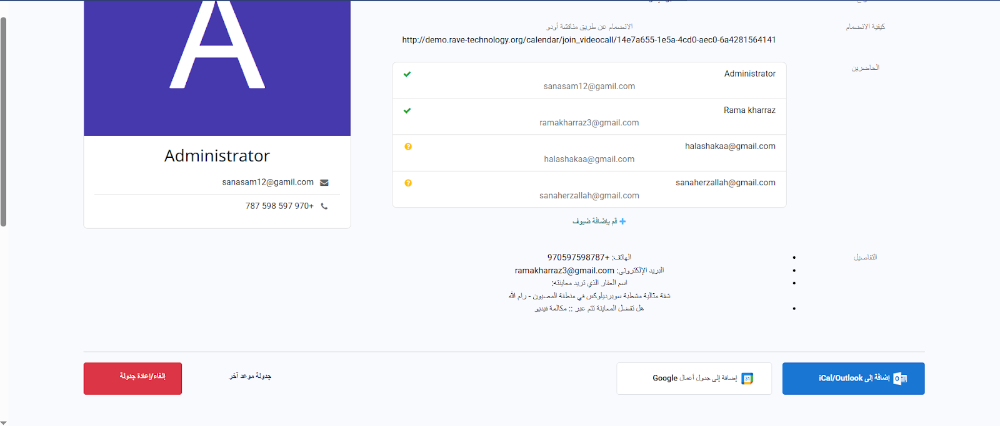 كيفية الانضمام
الانضمام عن طريق مناقشة أودو
http://demo.rave-technology.org/calendar/join_videocall/14e7a655-1e5a-4cd0-aec0-6a4281564141
الحاضرين
Administrator
sanasam12@gamil.com
Rama kharraz
ramakharraz3@gmail.com
halashakaa@gmail.com
halashakaa@gmail.com
sanaherzallah@gmail.com
sanaherzallah@gmail.com
قم بإضافة ضيوف
A
Administrator
sanasam12@gamil.com
787 598 597 970+
التفاصيل
الهاتف: +970597598787
البريد الإلكتروني: ramakharraz3@gmail.com
اسم العقار الذي تريد معاينته:
شقة مثالية مشطبة سوبرديلوكس في منطقة المصيون - رام الله
هل تفضل المعاينة تتم عبر :: مكالمة فيديو
إضافة إلى iCal/Outlook
إضافة إلى جدول أعمال Google
31
جدولة موعد آخر
إلغاء/إعادة جدولة